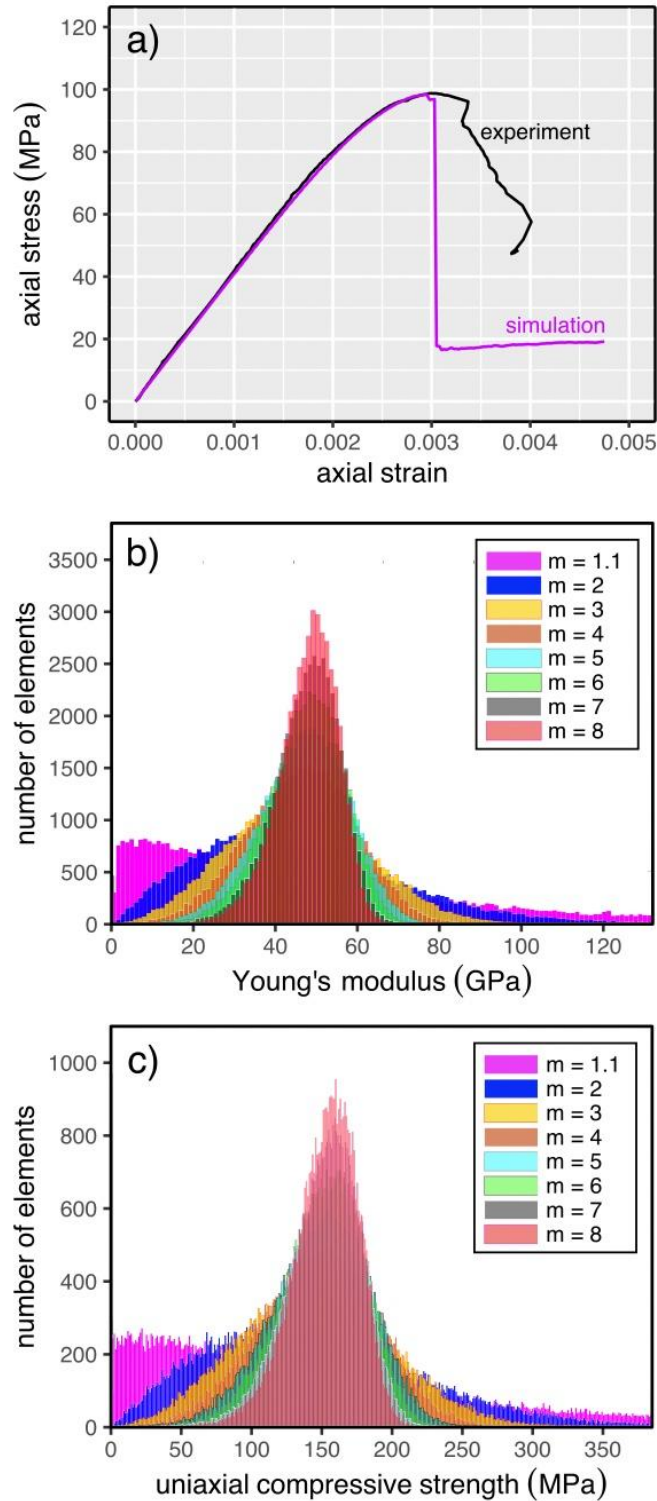 a)
120
100
80
60
40
20
0
axial stress (MPa)
experiment
simulation
0.000 0.001 0.002 0.003 0.004 0.005
axial strain
b)
3500
3000
2500
2000
1500
1000
500
0
number of elements
m = 1.1
m = 2
m = 3
m = 4
m = 5
m = 6
m = 7
m = 8
0 20 40 60 80 100 120
Young's modulus (GPa)
c)
1000
800
600
400
200
0
number of elements
m = 1.1
m = 2
m = 3
m = 4
m = 5
m = 6
m = 7
m = 8
0 50 100 150 200 250 300 350
uniaxial compressive strength (MPa)